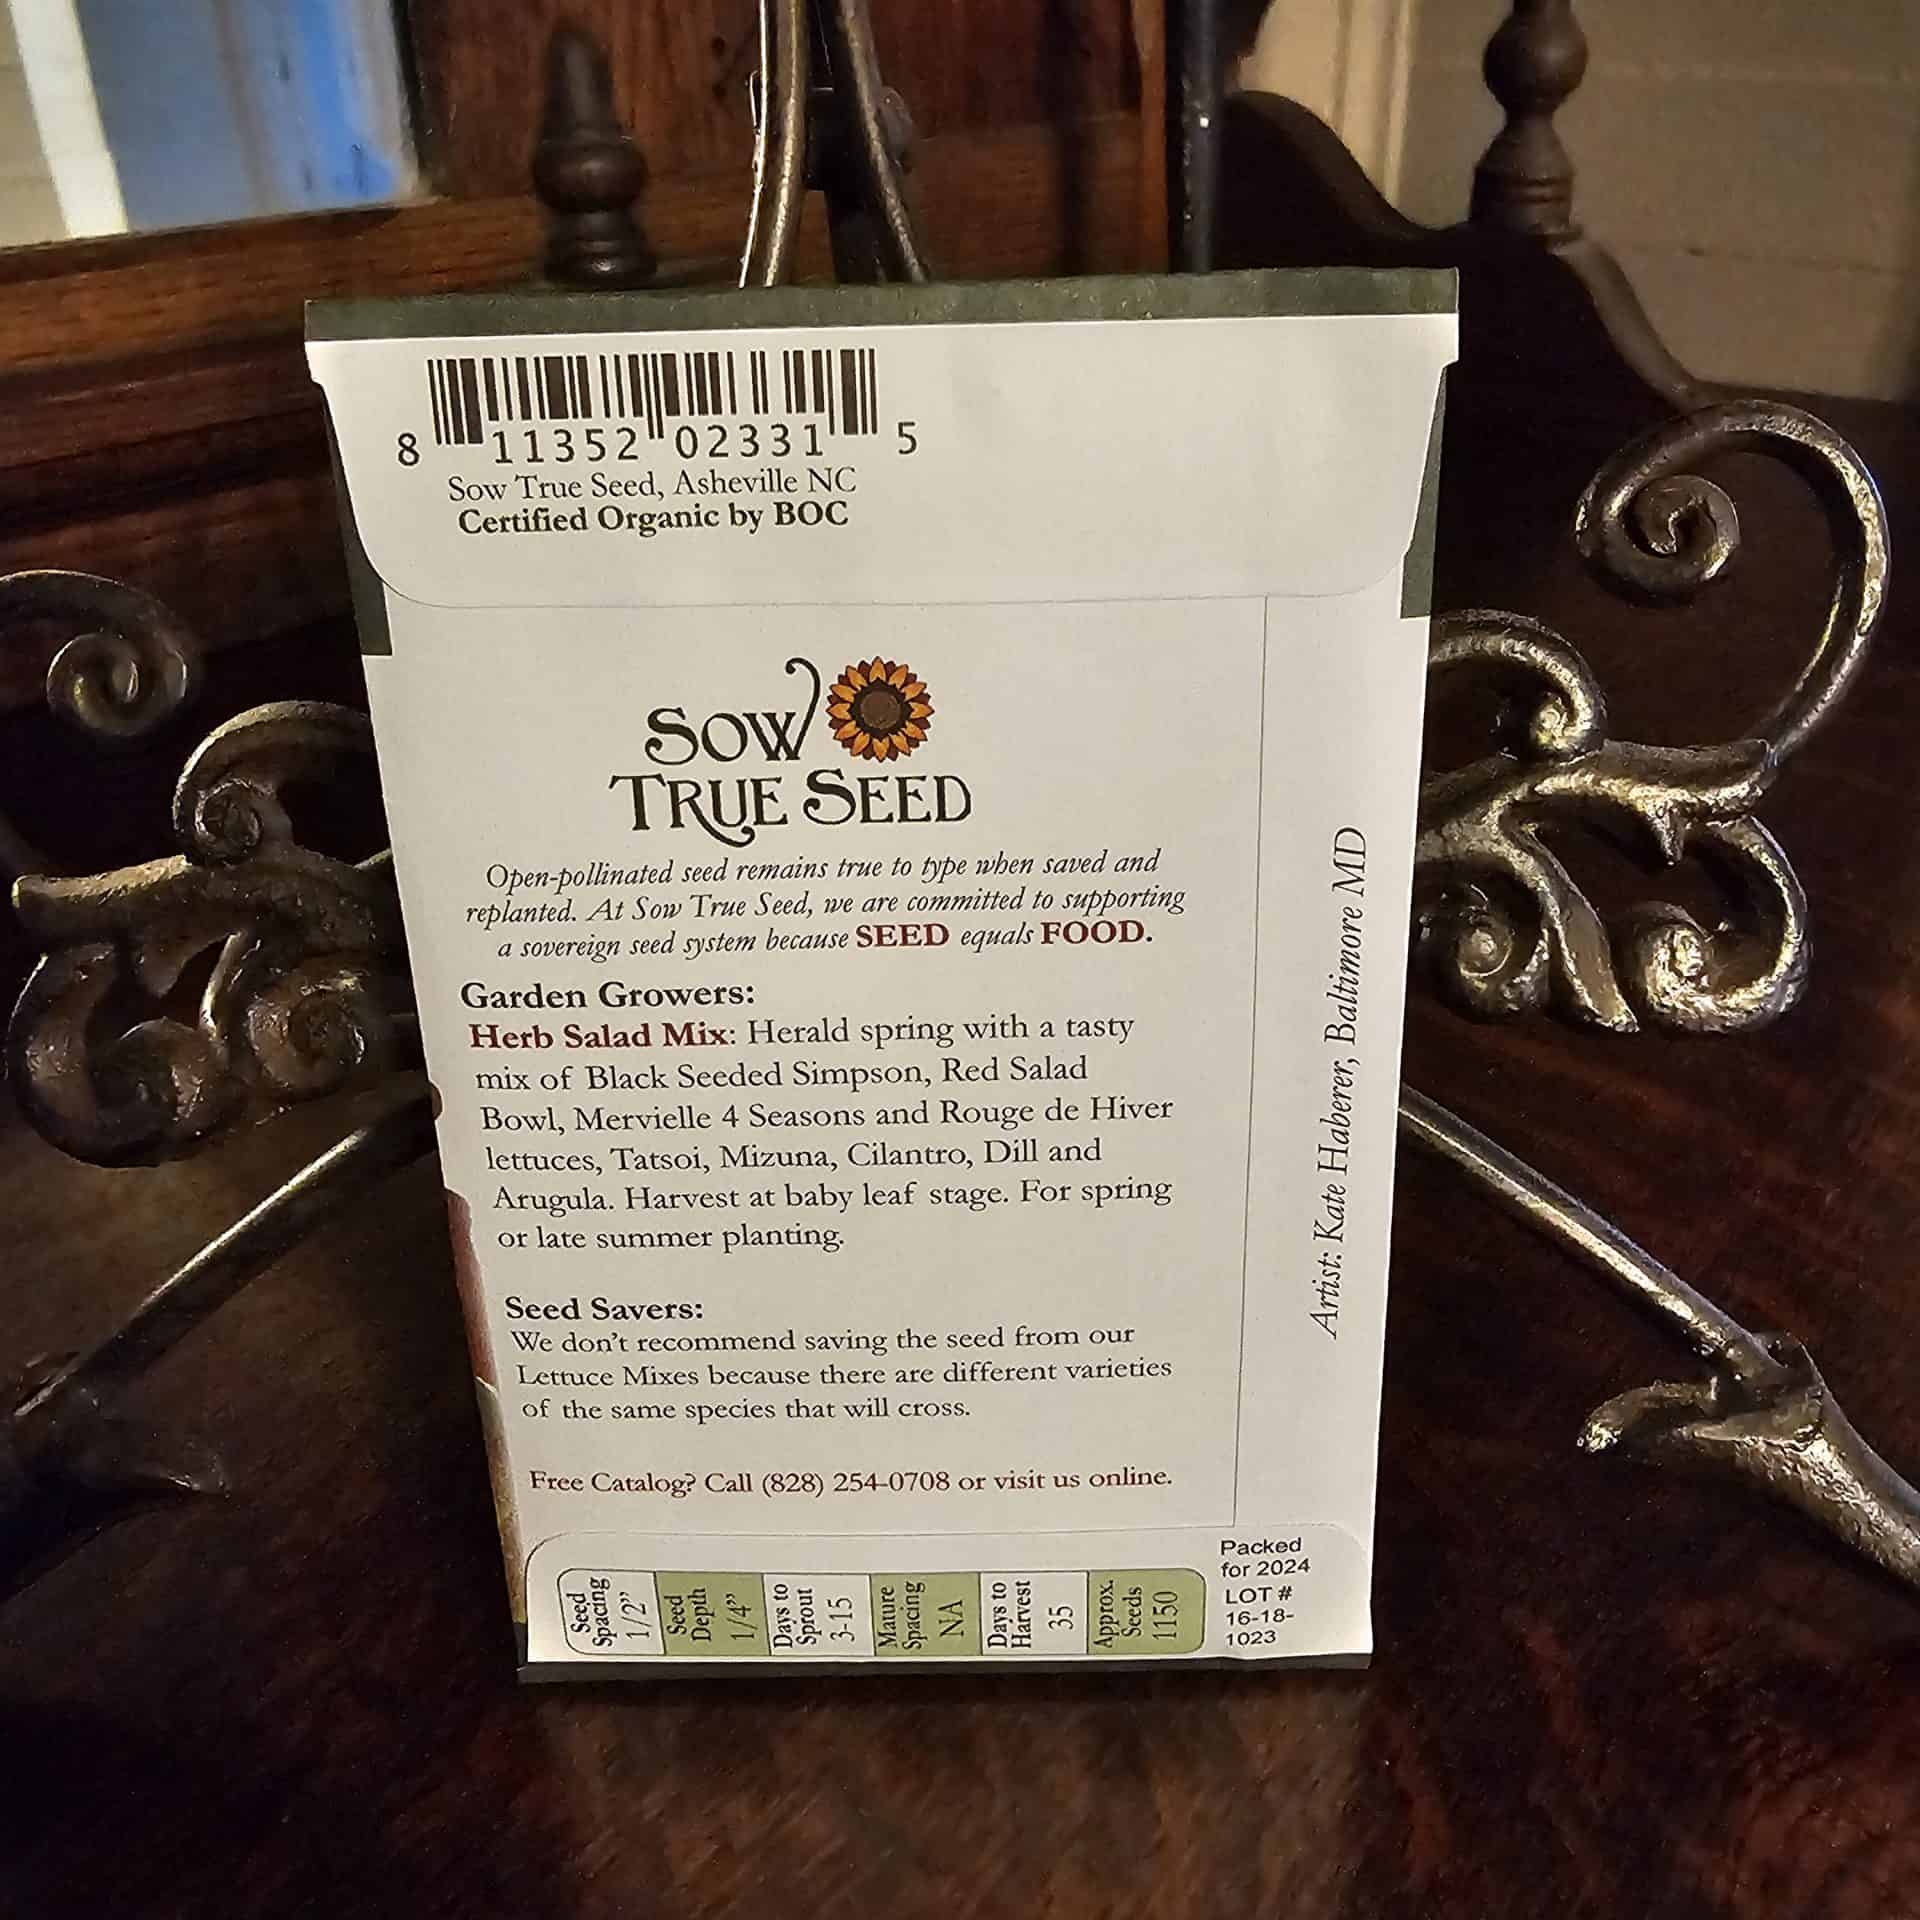 8 11352 02331 5
Sow True Seed, Asheville NC
Certified Organic by BOC
SOW
TRUE SEED
Open-pollinated seed remains true to type when saved and
replanted. At Sow True Seed, we are committed to supporting
a sovereign seed system because SEED equals FOOD.
Garden Growers:
Herb Salad Mix: Herald spring with a tasty
mix of Black Seeded Simpson, Red Salad
Bowl, Mervielle 4 Seasons and Rouge de Hiver
lettuces, Tatsoi, Mizuna, Cilantro, Dill and
Arugula. Harvest at baby leaf stage. For spring
or late summer planting.
Seed Savers:
We don't recommend saving the seed from our
Lettuce Mixes because there are different varieties
of the same species that will cross.
Free Catalog? Call (828) 254-0708 or visit us online.
Artist: Kate Haberer, Baltimore MD
Seed
Spacing
1/2"
Seed
Depth
1/4"
Days to
Sprout
3-15
Mature
Spacing
NA
Days to
Harvest
35
Approx.
Seeds
1150
Packed
for 2024
LOT #
16-18-
1023